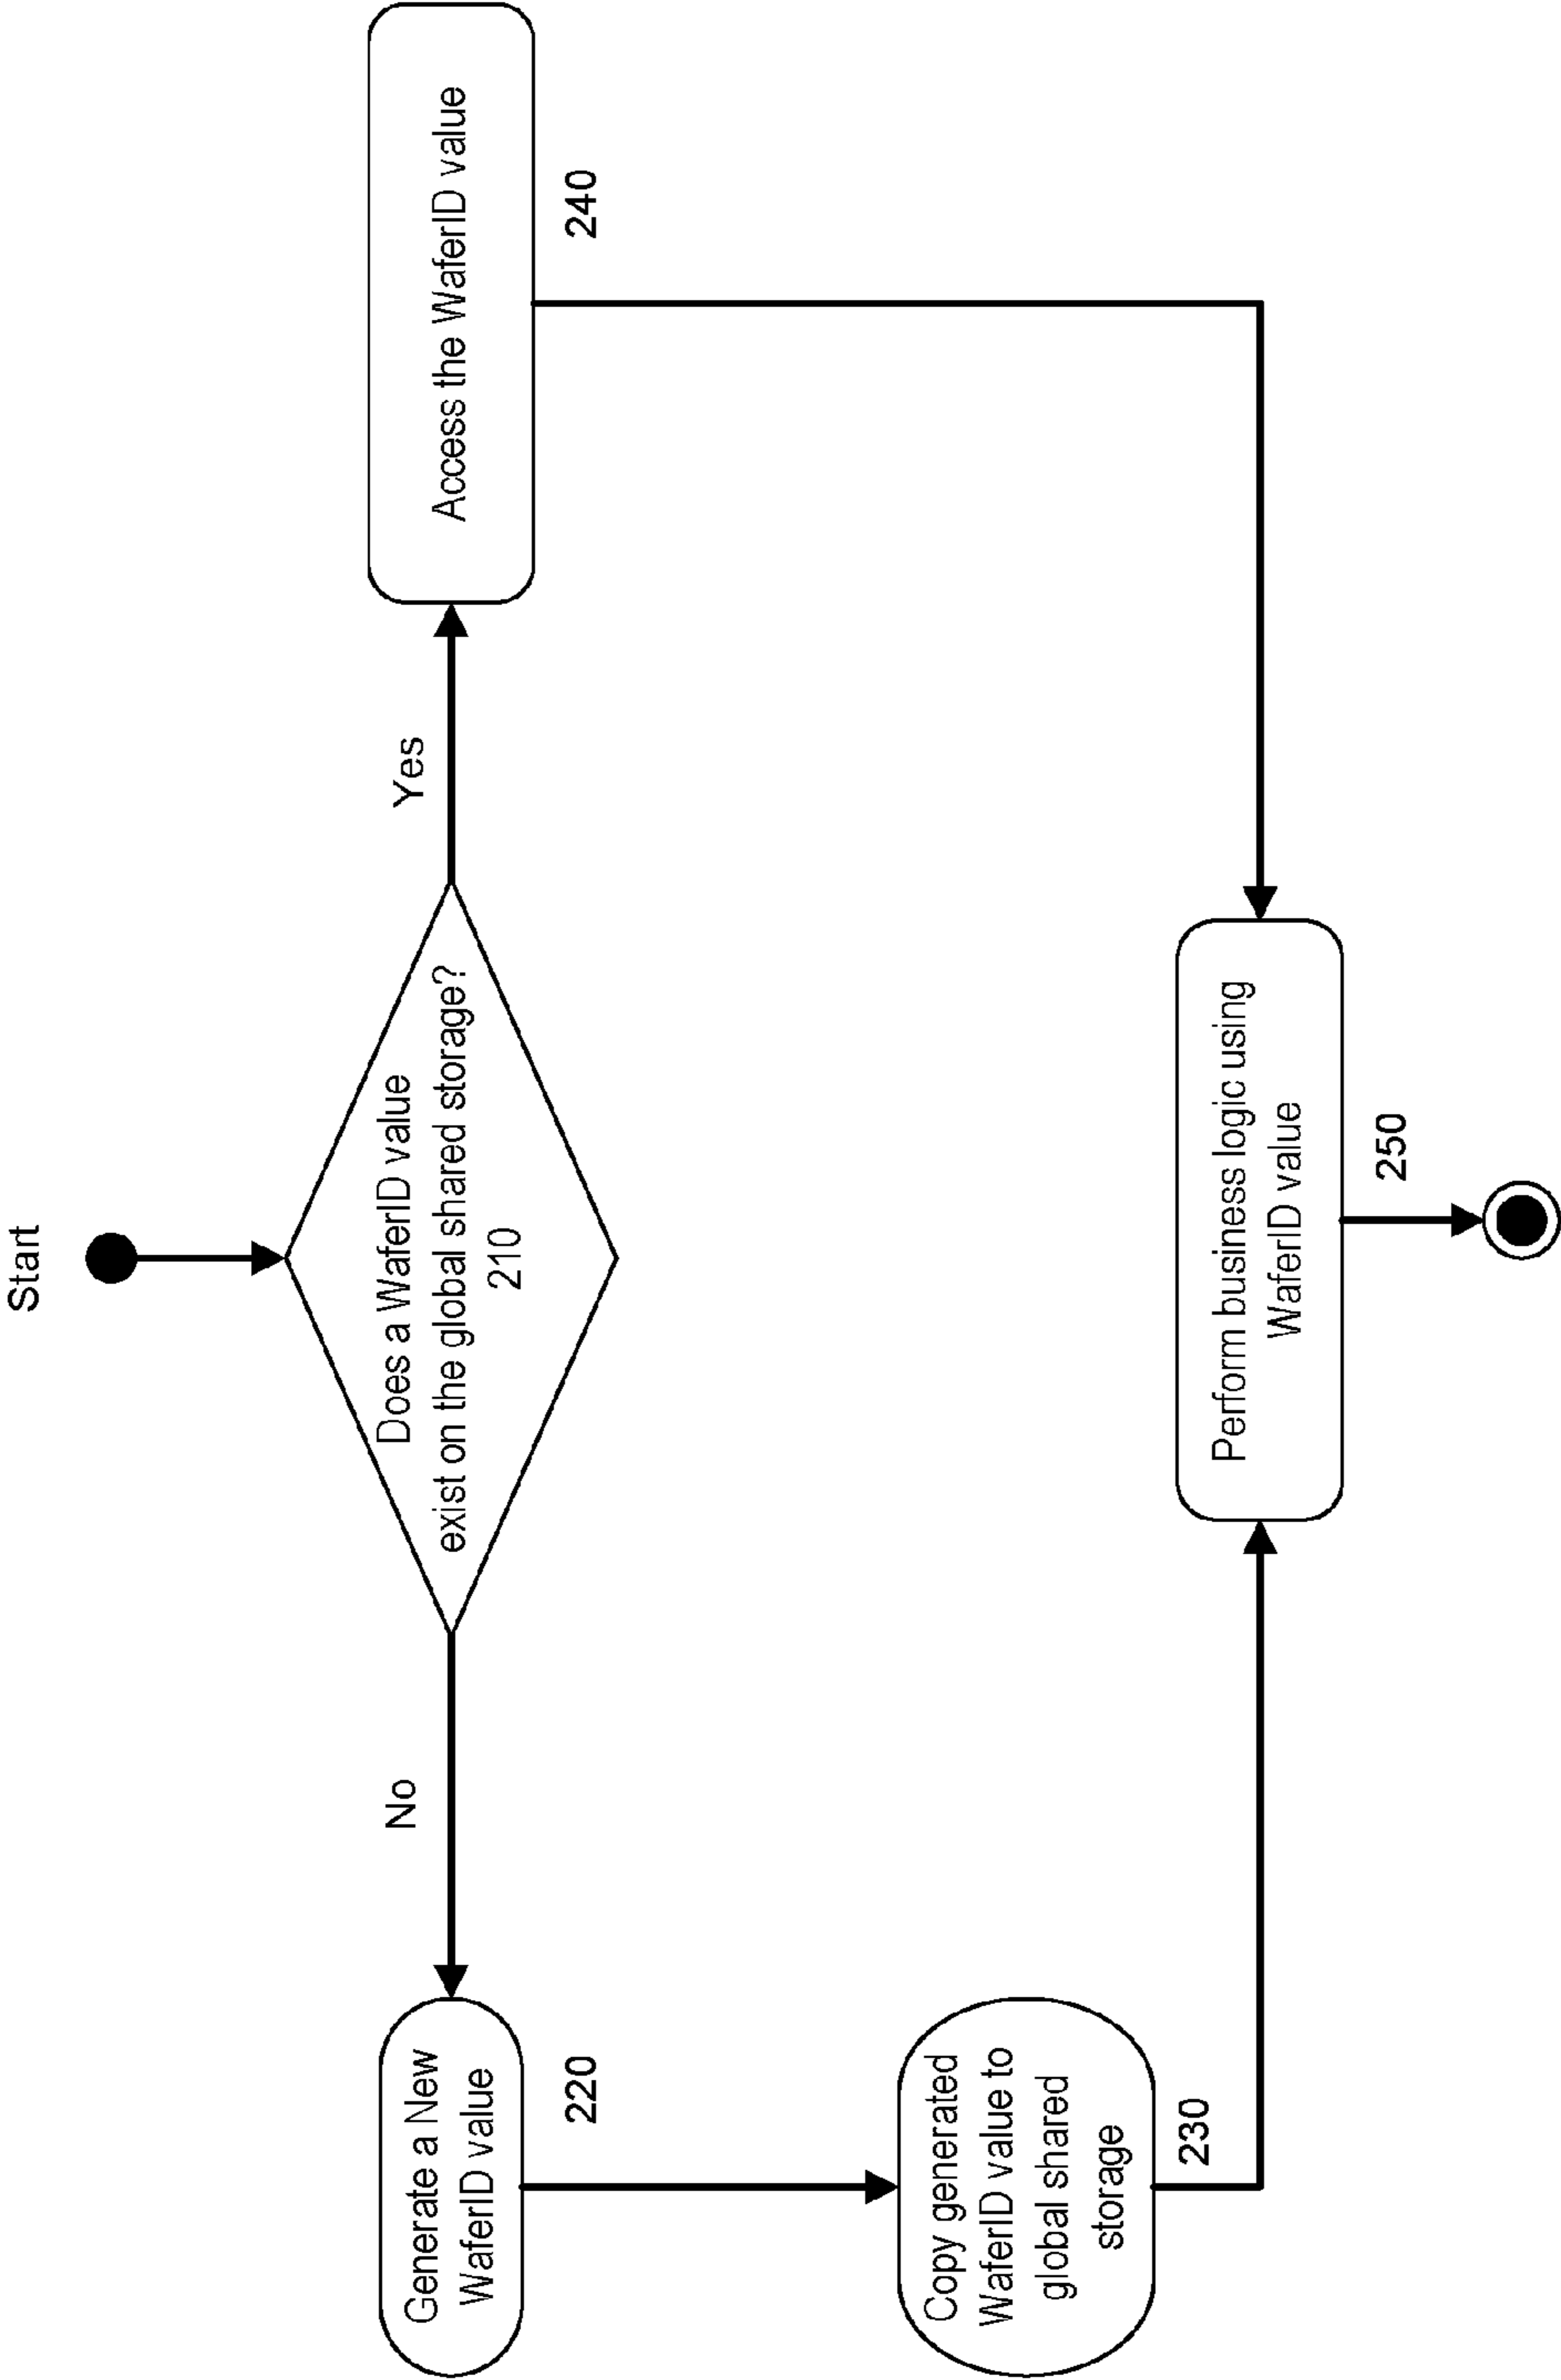 Start
Does a WaferID value
exist on the global shared storage?
210
No
Yes
Generate a New
WaferID value
220
Access the WaferID value
240
Copy generated
WaferID value to
global shared
storage
230
Perform business logic using
WaferID value
250